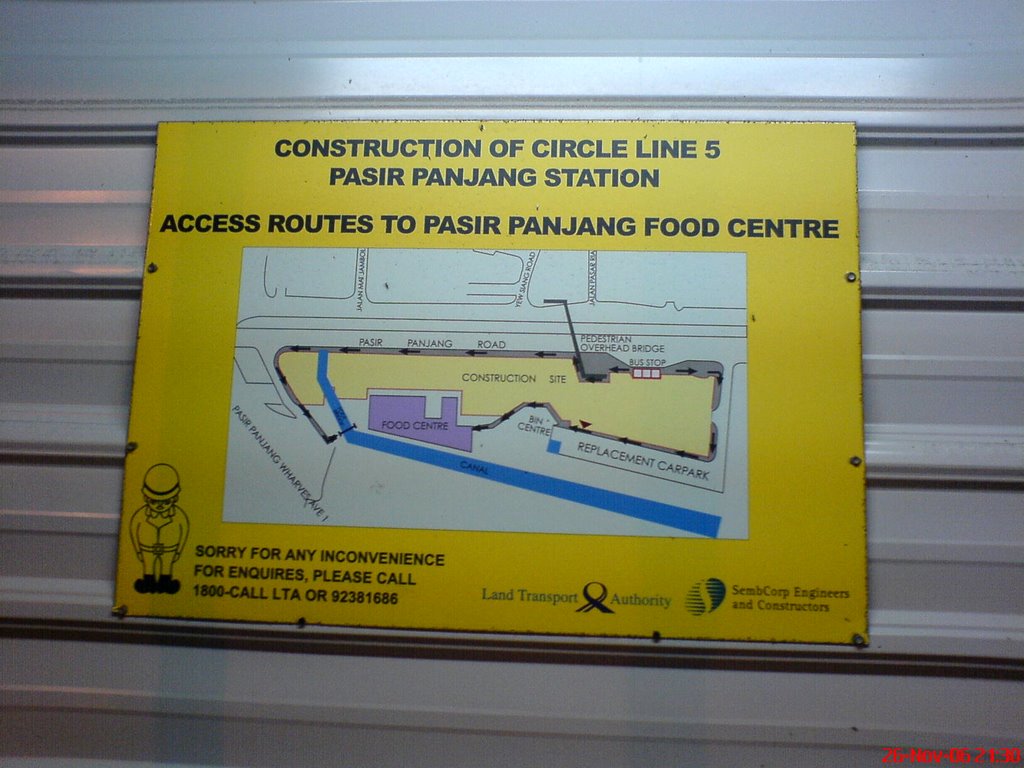 CONSTRUCTION OF CIRCLE LINE 5
PASIR PANJANG STATION
ACCESS ROUTES TO PASIR PANJANG FOOD CENTRE
YEW SIANG ROAD
PASIR PANJANG ROAD
PEDESTRIAN
OVERHEAD BRIDGE
BUS STOP
CONSTRUCTION SITE
FOOD CENTRE
BIN
CENTRE
REPLACEMENT CARPARK
CANAL
PASIR PANJANG WHARVES AVE 1
SORRY FOR ANY INCONVENIENCE
FOR ENQUIRES, PLEASE CALL
1800-CALL LTA OR 92381686
Land Transport Authority
SembCorp Engineers
and Constructors
26-Nov-06 21:30